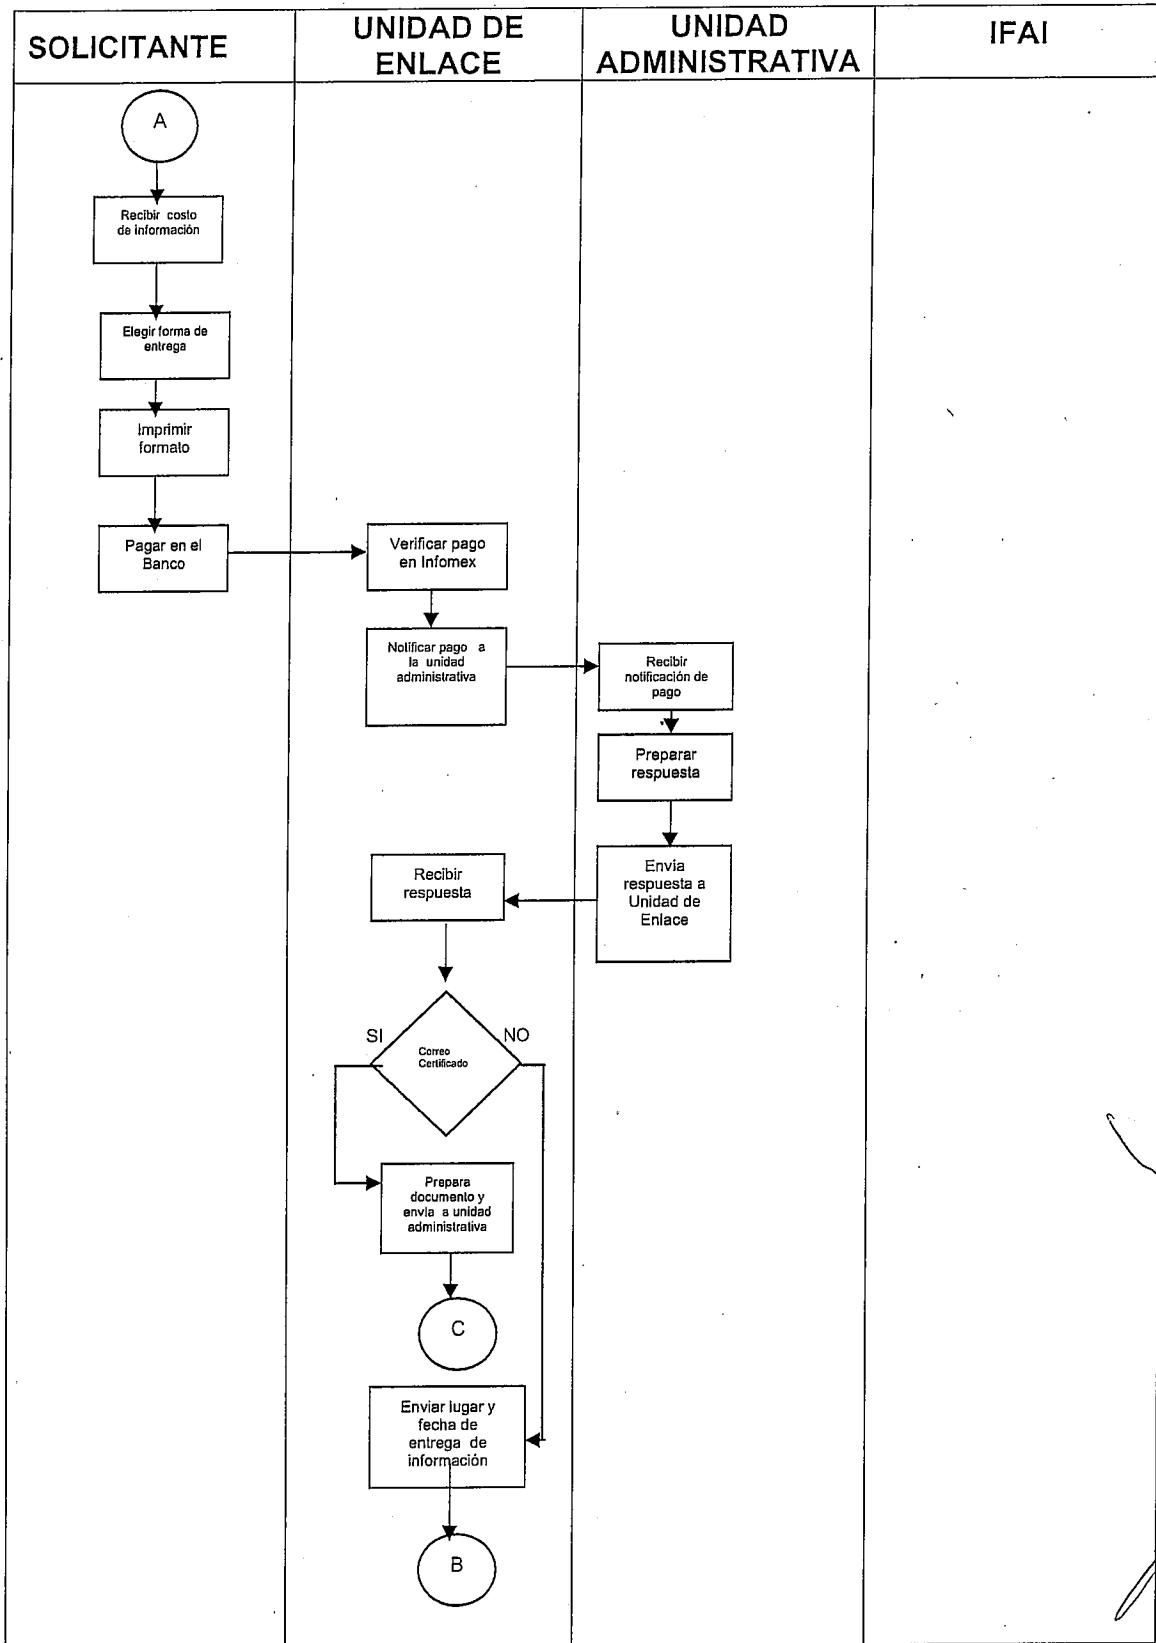 SOLICITANTE
UNIDAD DE
ENLACE
UNIDAD
ADMINISTRATIVA
IFAI
A
Recibir costo
de información
Elegir forma de
entrega
Imprimir
formato
Pagar en el
Banco
Verificar pago
en Infomex
Notificar pago a
la unidad
administrativa
Recibir
notificación de
pago
Preparar
respuesta
Envía
respuesta a
Unidad de
Enlace
Recibir
respuesta
SI
NO
Correo
Certificado
Prepara
documento y
envía a unidad
administrativa
C
Enviar lugar y
fecha de
entrega de
información
B